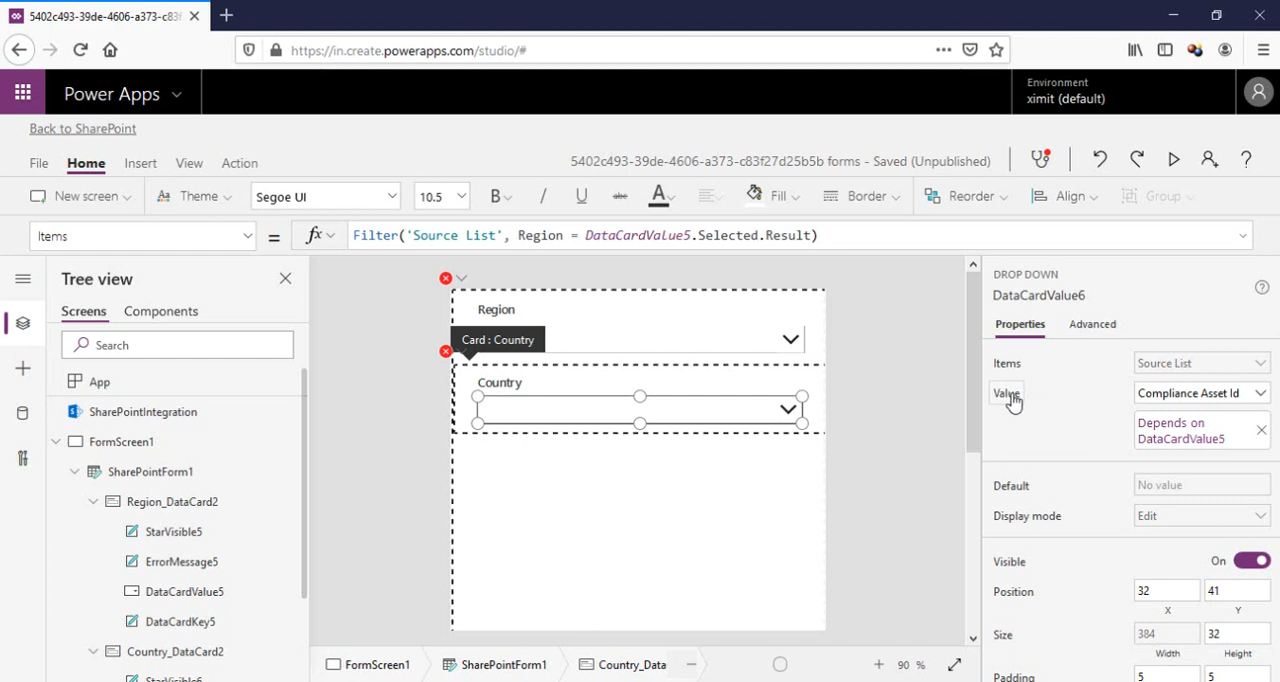 5402c493-39de-4606-a373-c83f
https://in.create.powerapps.com/studio/#
Power Apps
Environment
ximit (default)
Back to SharePoint
File Home Insert View Action
5402c493-39de-4606-a373-c83f27d25b5b forms - Saved (Unpublished)
New screen Theme Segoe UI 10.5 B / U abc A Fill Border Reorder Align Group
Items = fx Filter('Source List', Region = DataCardValue5.Selected.Result)
Tree view
Screens Components
Search
App
SharePointIntegration
FormScreen1
SharePointForm1
Region_DataCard2
StarVisible5
ErrorMessage5
DataCardValue5
DataCardKey5
Country_DataCard2
StarVisible6
Region
Card : Country
Country
FormScreen1 SharePointForm1 Country_Data
90 %
DROP DOWN
DataCardValue6
Properties Advanced
Items Source List
Value Compliance Asset Id
Depends on
DataCardValue5
Default No value
Display mode Edit
Visible On
Position 32 41
X Y
Size 384 32
Width Height
Padding 5 5